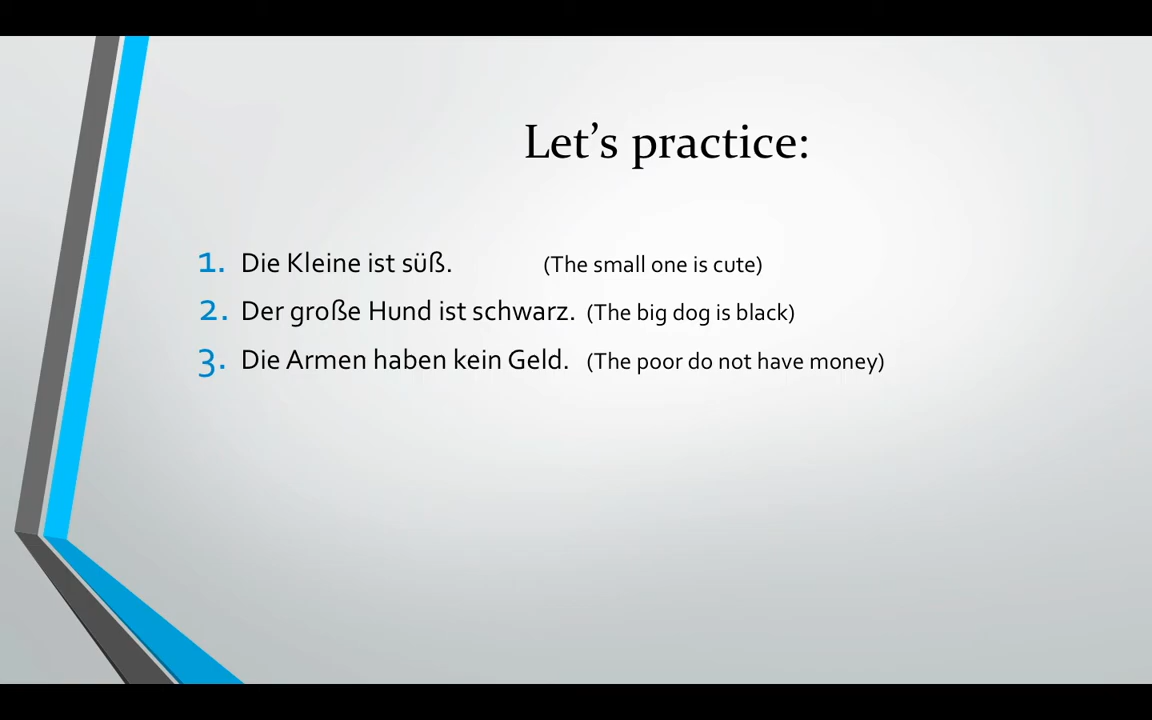 Let's practice:
1. Die Kleine ist süß. (The small one is cute)
2. Der große Hund ist schwarz. (The big dog is black)
3. Die Armen haben kein Geld. (The poor do not have money)